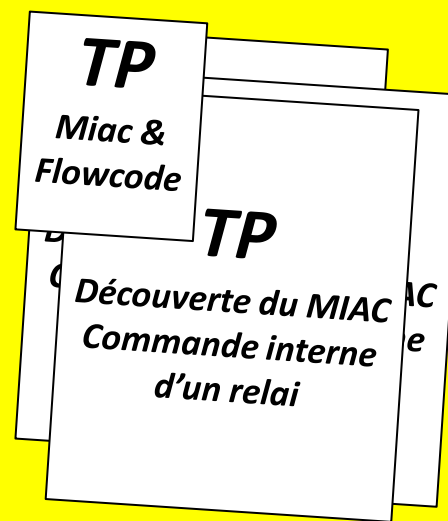 TP
Miac &
Flowcode
TP
Découverte du MIAC
Commande interne
d’un relai